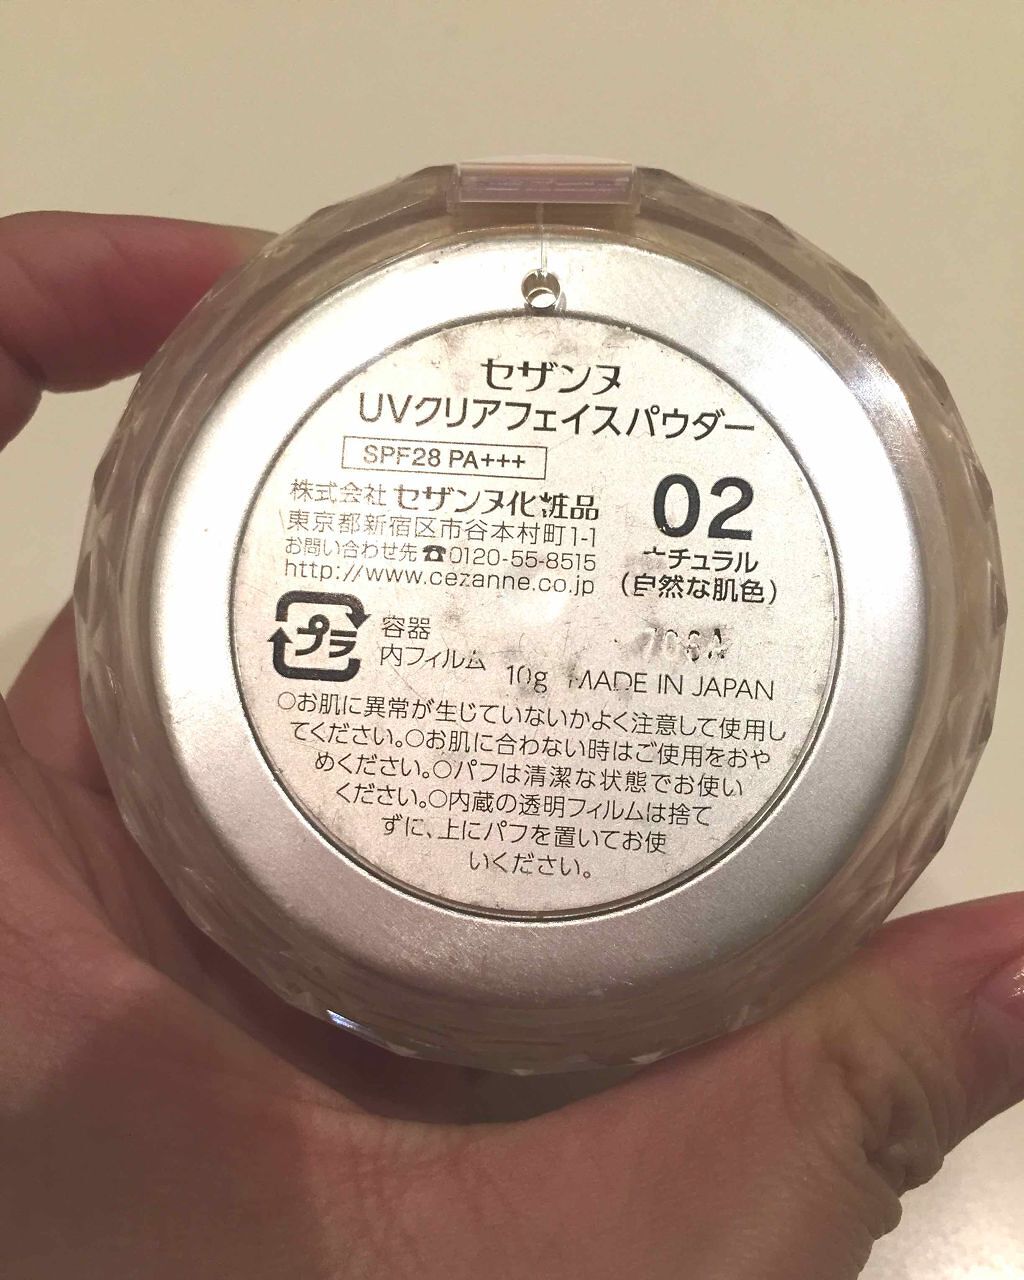 セザンヌ
UVクリアフェイスパウダー
SPF28 PA+++
株式会社 セザンヌ化粧品
東京都新宿区市谷本村町1-1
お問い合わせ先☎0120-55-8515
http://www.cezanne.co.jp
02
ナチュラル
(自然な肌色)
プラ
容器
内フィルム
10g MADE IN JAPAN
○お肌に異常が生じていないかよく注意して使用し
てください。○お肌に合わない時はご使用をおや
めください。○パフは清潔な状態でお使い
ください。○内蔵の透明フィルムは捨て
ずに、上にパフを置いてお使
いください。